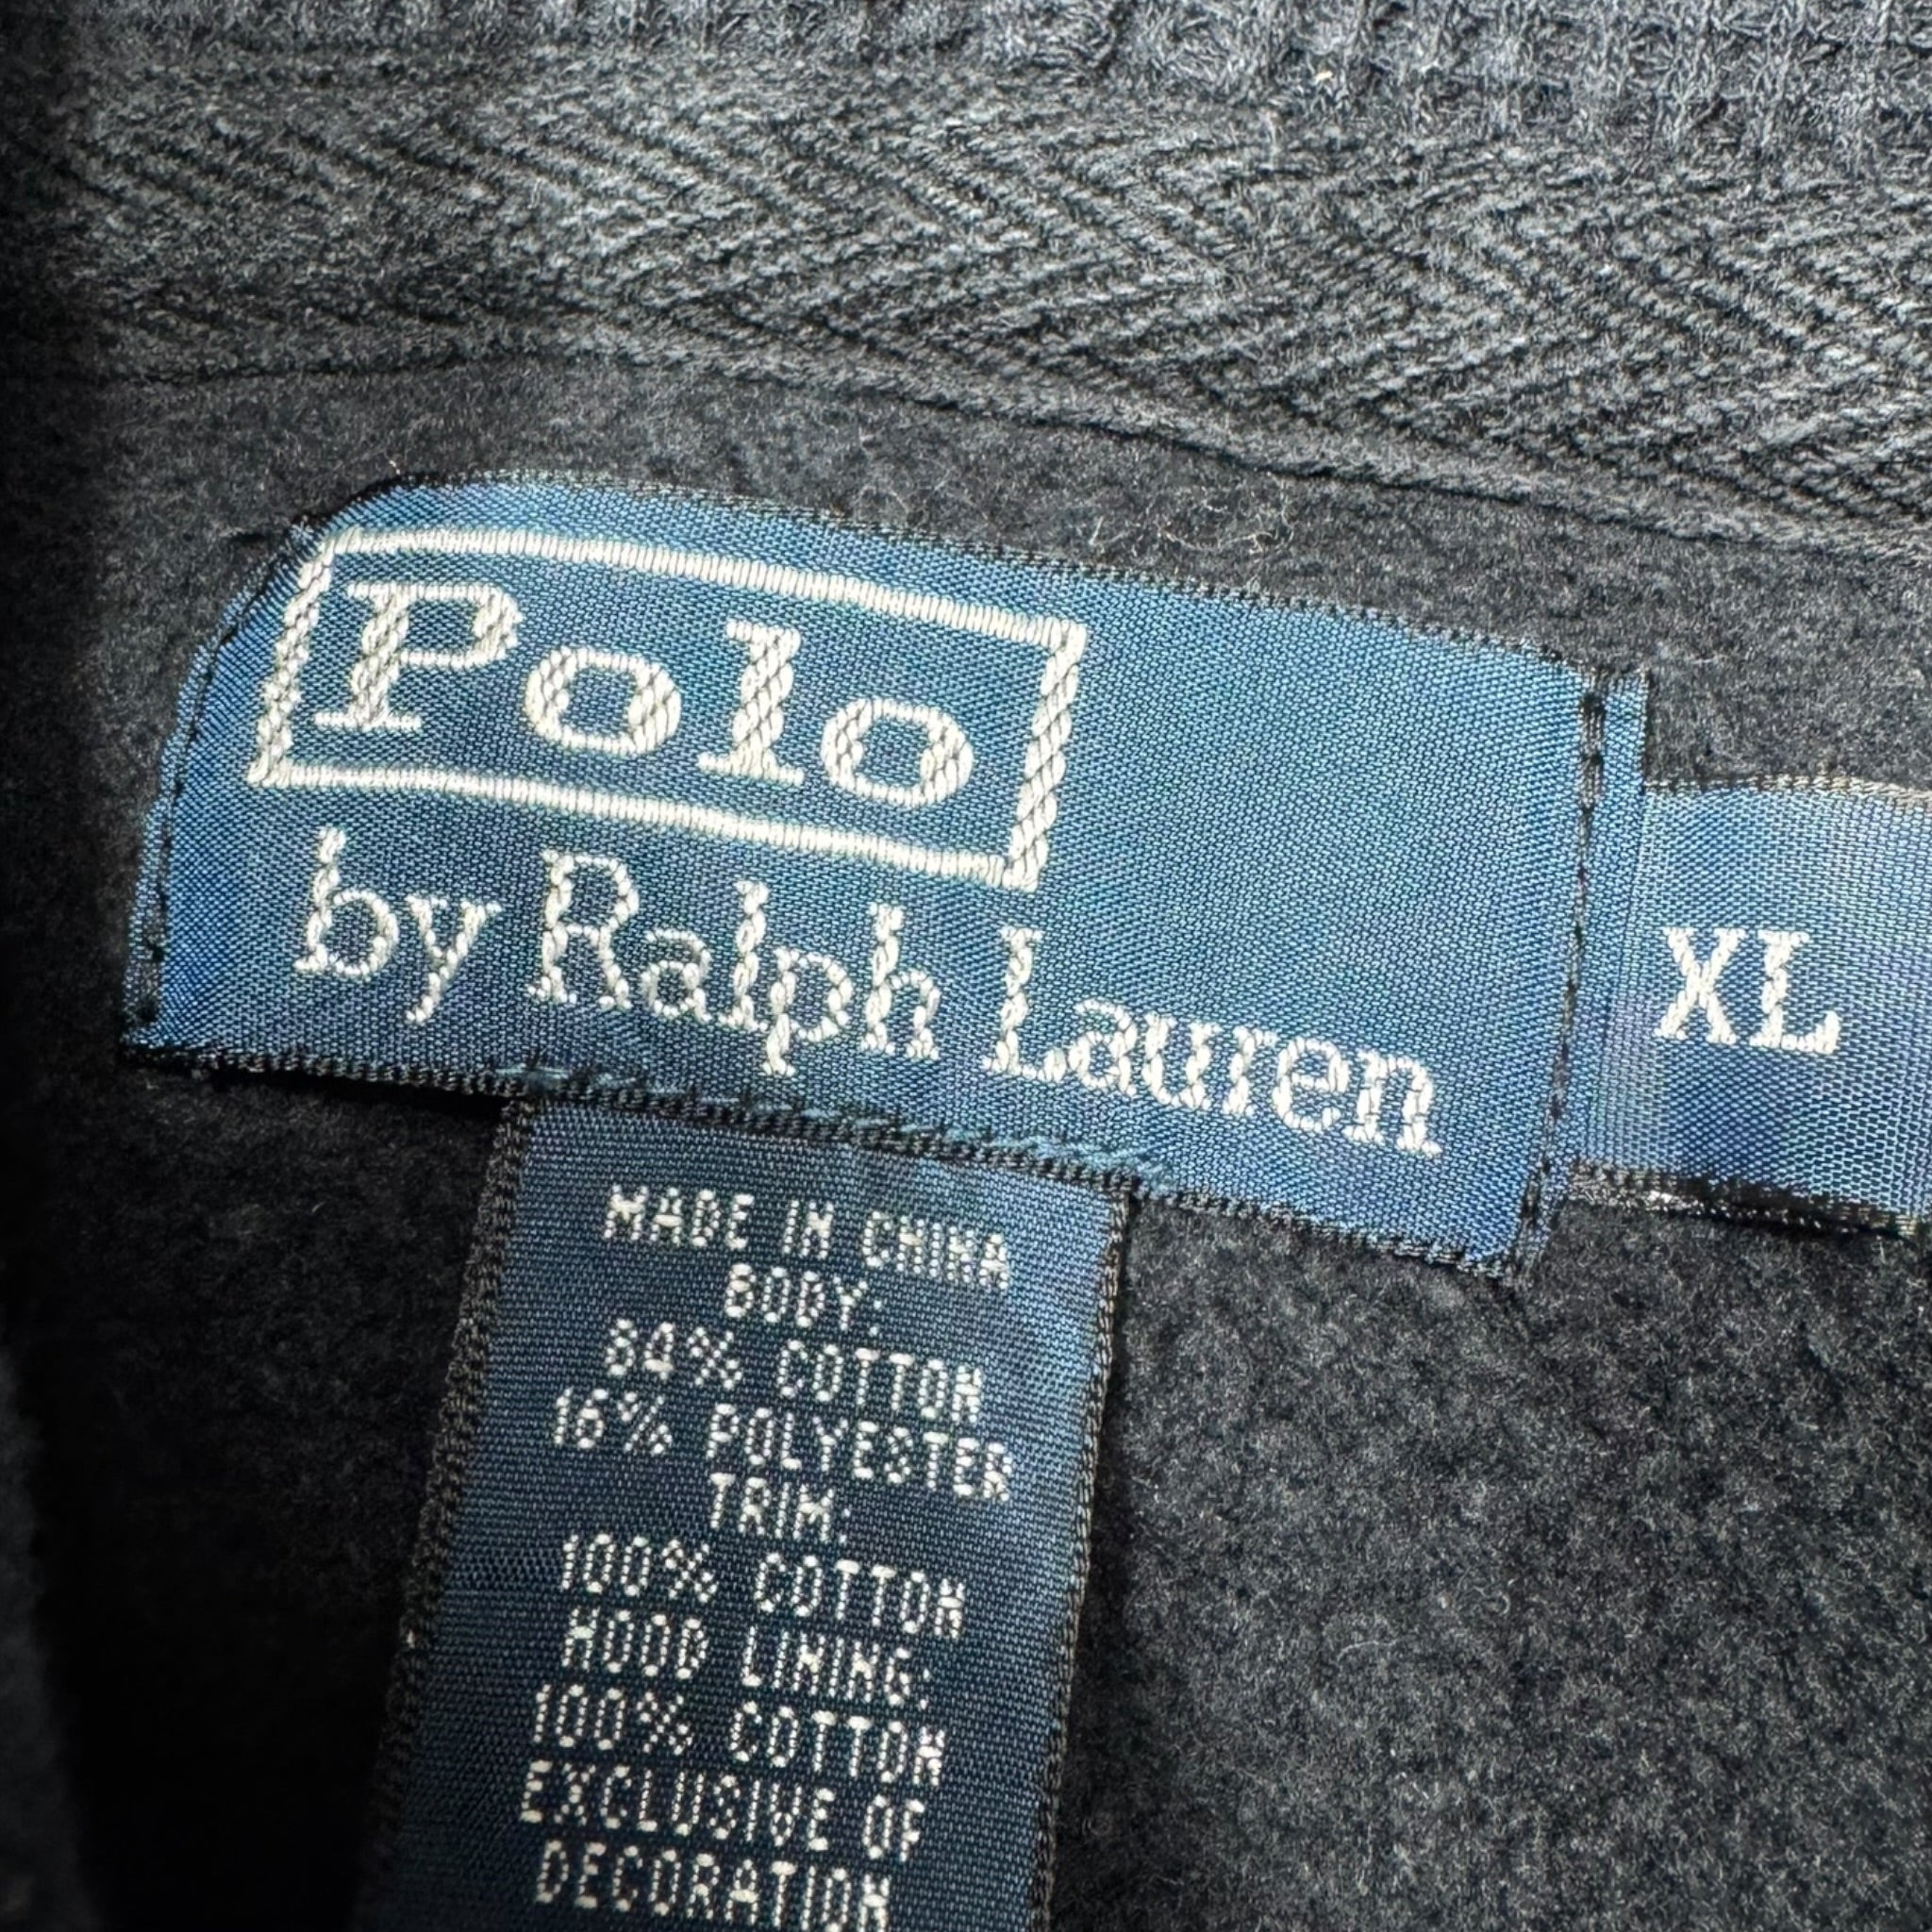 Polo
by Ralph Lauren
XL
MADE IN CHINA
BODY:
84% COTTON
16% POLYESTER
TRIM:
100% COTTON
HOOD LINING:
100% COTTON
EXCLUSIVE OF
DECORATION